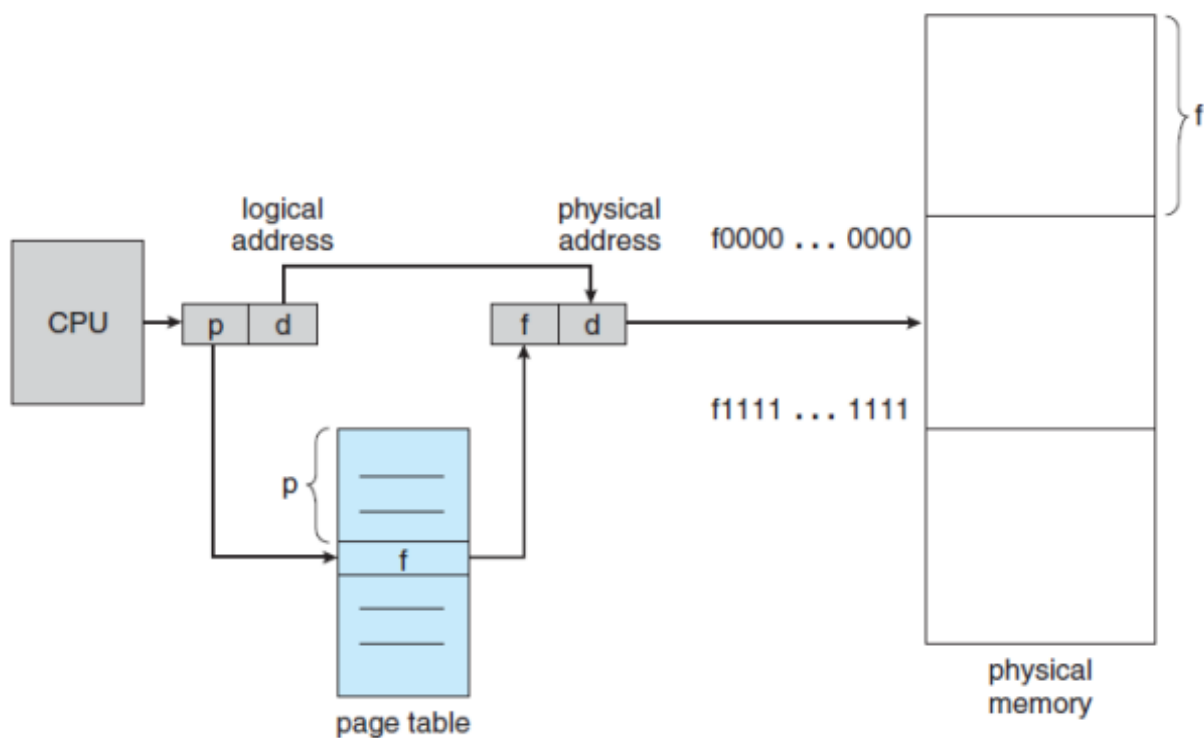 f
logical
address
physical
address
f0000 ... 0000
CPU
p
d
f
d
f1111 ... 1111
p
f
physical
memory
page table